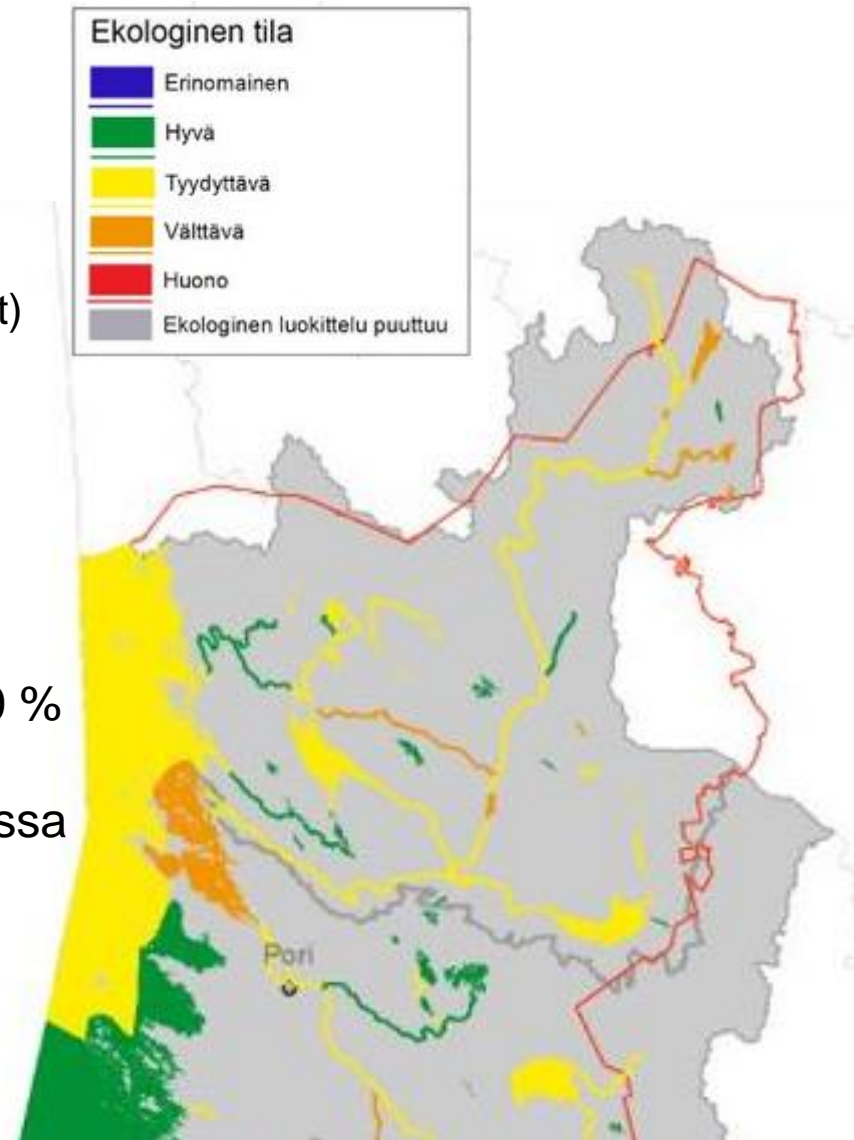 Ekologinen tila
Erinomainen
Hyvä
Tyydyttävä
Välttävä
Huono
Ekologinen luokittelu puuttuu
t)
%
ssa
Pori